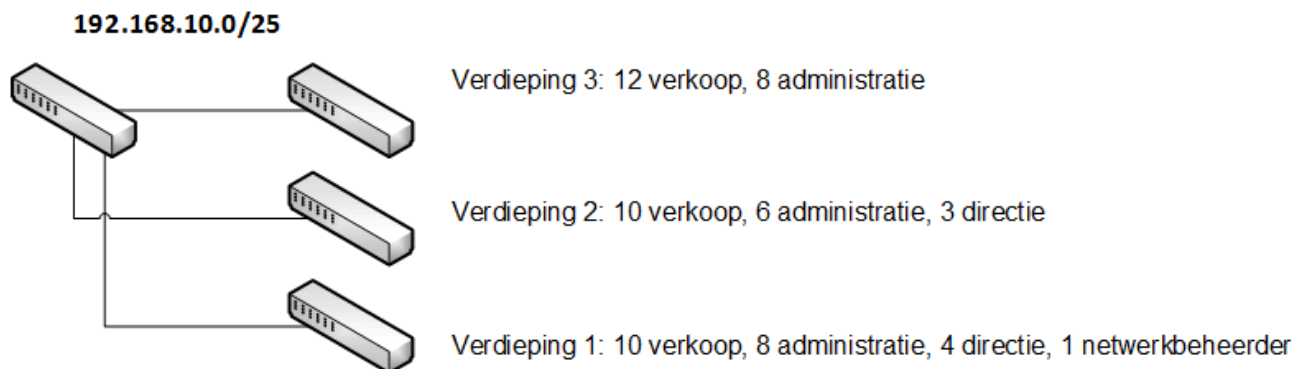 192.168.10.0/25
Verdieping 3: 12 verkoop, 8 administratie
Verdieping 2: 10 verkoop, 6 administratie, 3 directie
Verdieping 1: 10 verkoop, 8 administratie, 4 directie, 1 netwerkbeheerder